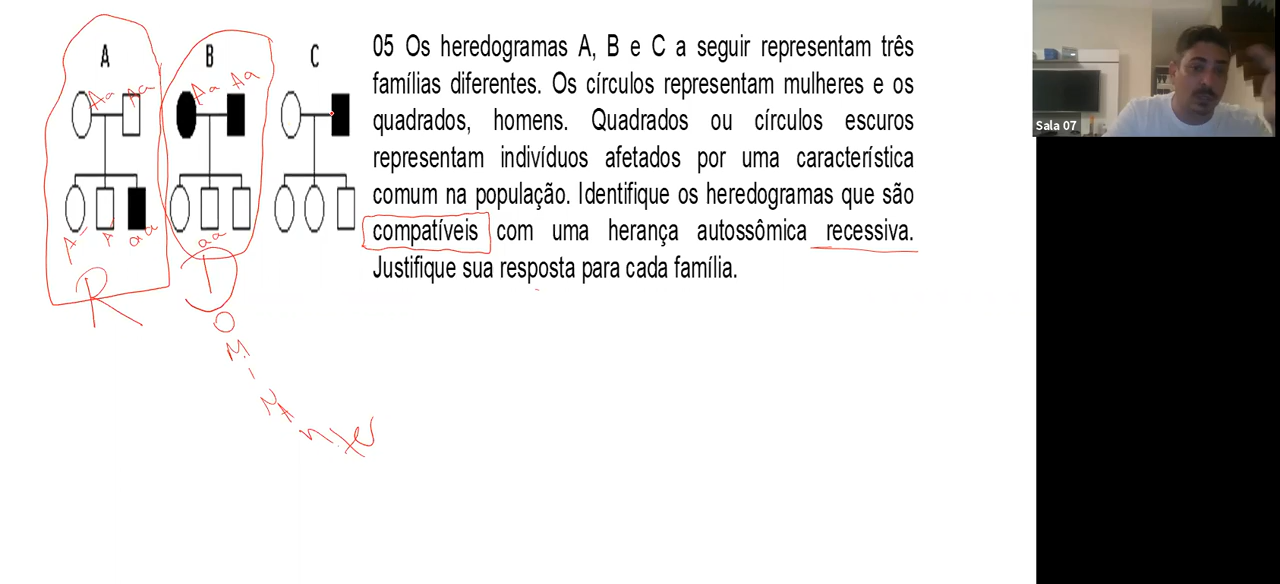 A
B
C
Aa
Aa
Aa
Aa
A-
A-
aa
aa
R
DOMINANTE
05 Os heredogramas A, B e C a seguir representam três
famílias diferentes. Os círculos representam mulheres e os
quadrados, homens. Quadrados ou círculos escuros
representam indivíduos afetados por uma característica
comum na população. Identifique os heredogramas que são
compatíveis com uma herança autossômica recessiva.
Justifique sua resposta para cada família.
Sala 07